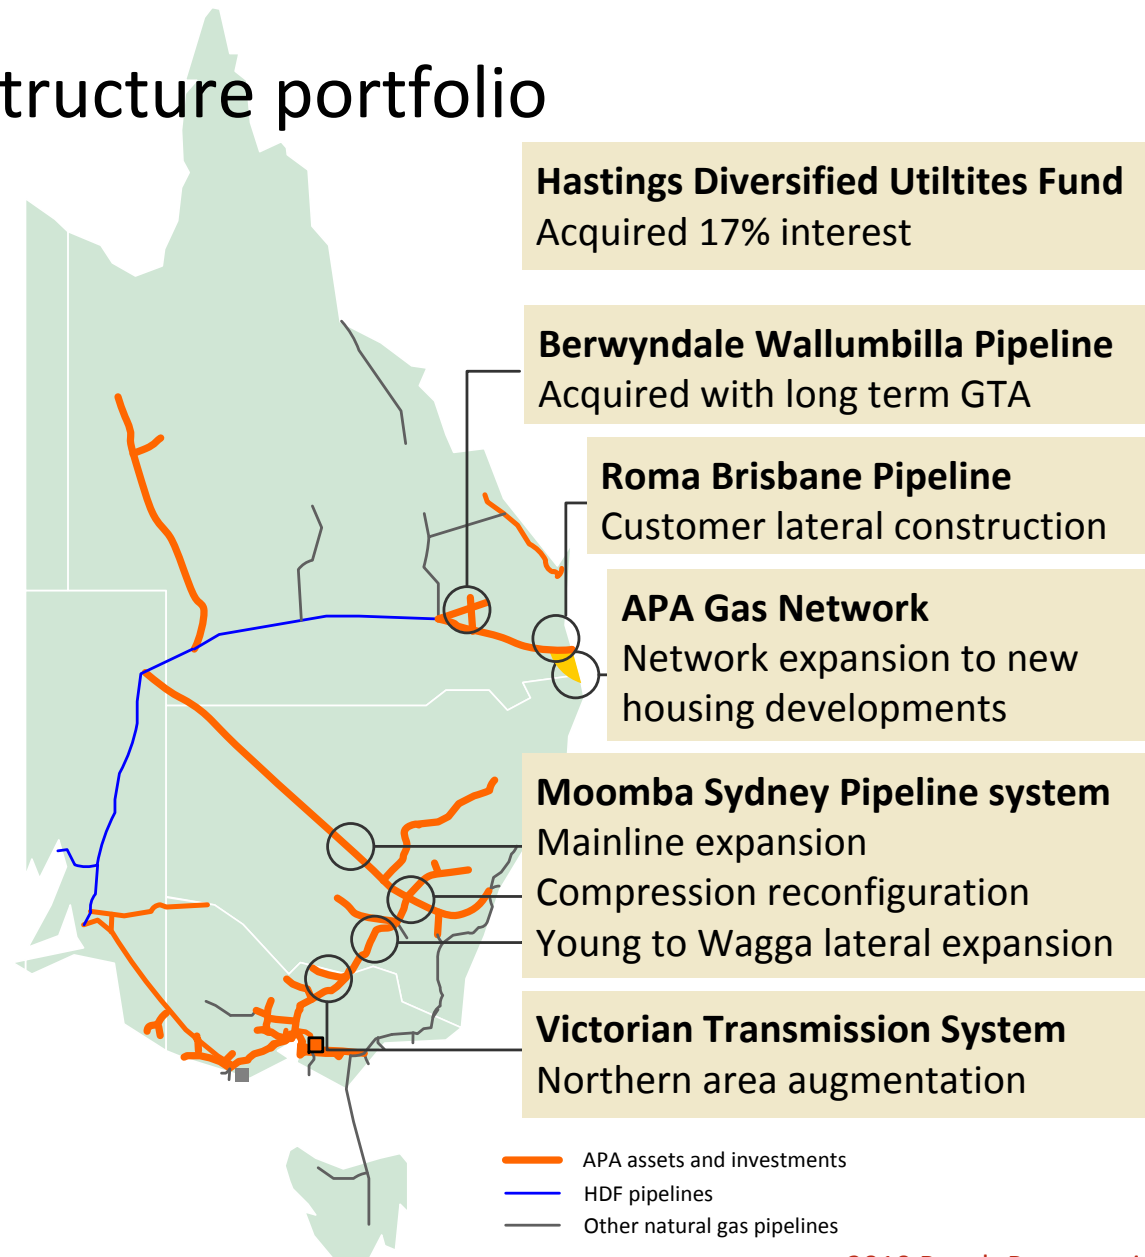 tructure portfolio
Hastings Diversified Utiltites Fund
Acquired 17% interest
Berwyndale Wallumbilla Pipeline
Acquired with long term GTA
Roma Brisbane Pipeline
Customer lateral construction
APA Gas Network
Network expansion to new
housing developments
Moomba Sydney Pipeline system
Mainline expansion
Compression reconfiguration
Young to Wagga lateral expansion
Victorian Transmission System
Northern area augmentation
APA assets and investments
HDF pipelines
Other natural gas pipelines